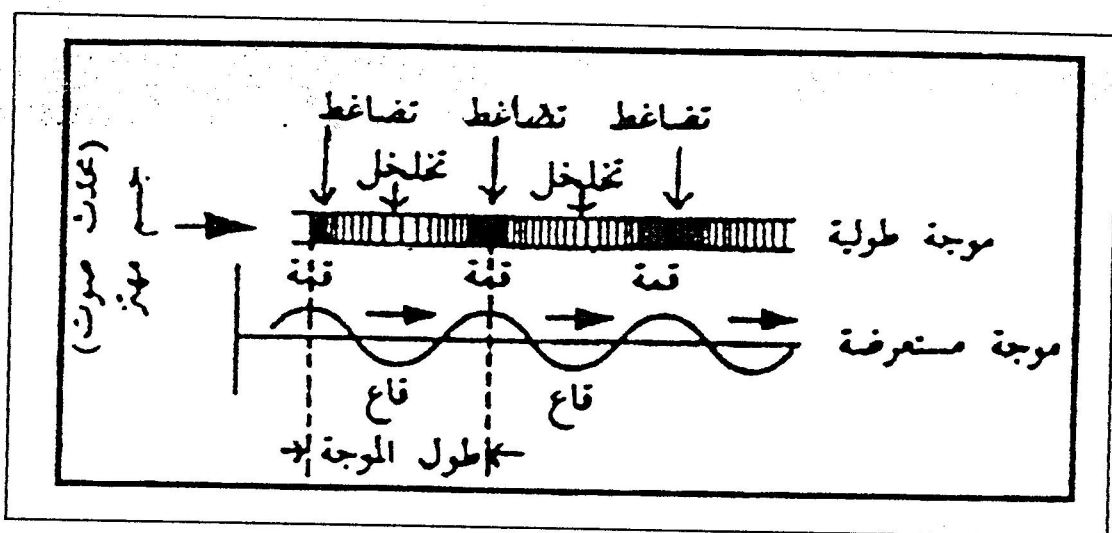 تضاغط تضاغط تضاغط
تخلخل تخلخل
موجة طولية
قمة قمة قمة
موجة مستعرضة
قاع قاع
طول الموجة
جسم مهتز
(محدث صوت)